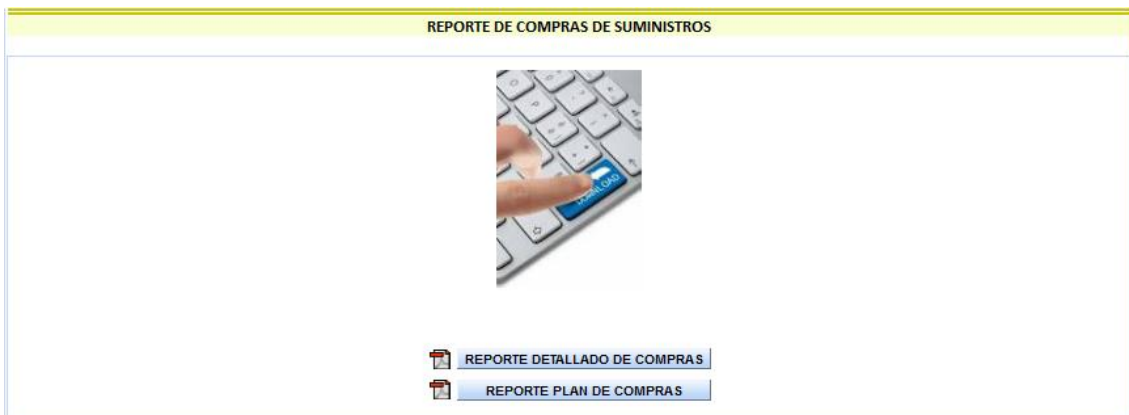 REPORTE DE COMPRAS DE SUMINISTROS
DOWNLOAD
REPORTE DETALLADO DE COMPRAS
REPORTE PLAN DE COMPRAS